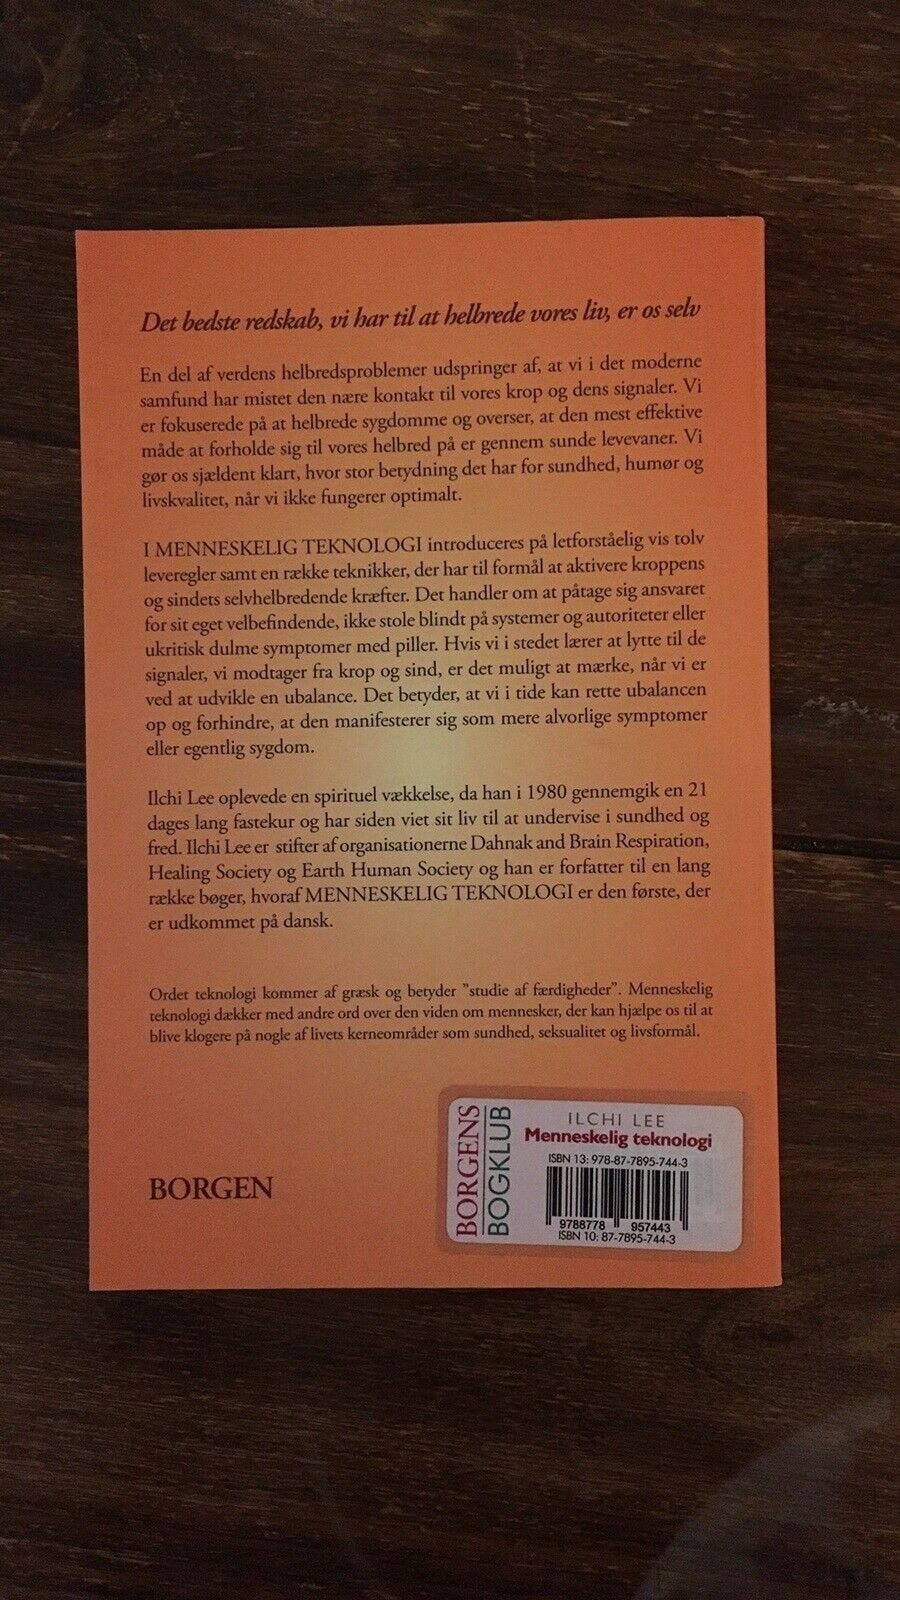 Det bedste redskab, vi har til at helbrede vores liv, er os selv
En del af verdens helbredsproblemer udspringer af, at vi i det moderne
samfund har mistet den nære kontakt til vores krop og dens signaler. Vi
er fokuserede på at helbrede sygdomme og overser, at den mest effektive
måde at forholde sig til vores helbred på er gennem sunde levevaner. Vi
gør os sjældent klart, hvor stor betydning det har for sundhed, humør og
livskvalitet, når vi ikke fungerer optimalt.
I MENNESKELIG TEKNOLOGI introduceres på letforståelig vis tolv
leveregler samt en række teknikker, der har til formål at aktivere kroppens
og sindets selvhelbredende kræfter. Det handler om at påtage sig ansvaret
for sit eget velbefindende, ikke stole blindt på systemer og autoriteter eller
ukritisk dulme symptomer med piller. Hvis vi i stedet lærer at lytte til de
signaler, vi modtager fra krop og sind, er det muligt at mærke, når vi er
ved at udvikle en ubalance. Det betyder, at vi i tide kan rette ubalancen
op og forhindre, at den manifesterer sig som mere alvorlige symptomer
eller egentlig sygdom.
Ilchi Lee oplevede en spirituel vækkelse, da han i 1980 gennemgik en 21
dages lang fastekur og har siden viet sit liv til at undervise i sundhed og
fred. Ilchi Lee er stifter af organisationerne Dahnak and Brain Respiration,
Healing Society og Earth Human Society og han er forfatter til en lang
række bøger, hvoraf MENNESKELIG TEKNOLOGI er den første, der
er udkommet på dansk.
Ordet teknologi kommer af græsk og betyder ”studie af færdigheder”. Menneskelig
teknologi dækker med andre ord over den viden om mennesker, der kan hjælpe os til at
blive klogere på nogle af livets kerneområder som sundhed, seksualitet og livsformål.
BORGEN
BORGENS
BOGKLUB
ILCHI LEE
Menneskelig teknologi
ISBN 13: 978-87-7895-744-3
9788778 957443
ISBN 10: 87-7895-744-3